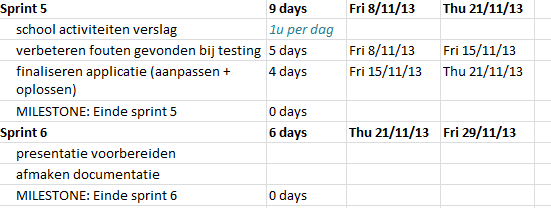 Sprint 5 9 days Fri 8/11/13 Thu 21/11/13
school activiteiten verslag 1u per dag
verbeteren fouten gevonden bij testing 5 days Fri 8/11/13 Fri 15/11/13
finaliseren applicatie (aanpassen + 4 days Fri 15/11/13 Thu 21/11/13
oplossen)
MILESTONE: Einde sprint 5 0 days
Sprint 6 6 days Thu 21/11/13 Fri 29/11/13
presentatie voorbereiden
afmaken documentatie
MILESTONE: Einde sprint 6 0 days